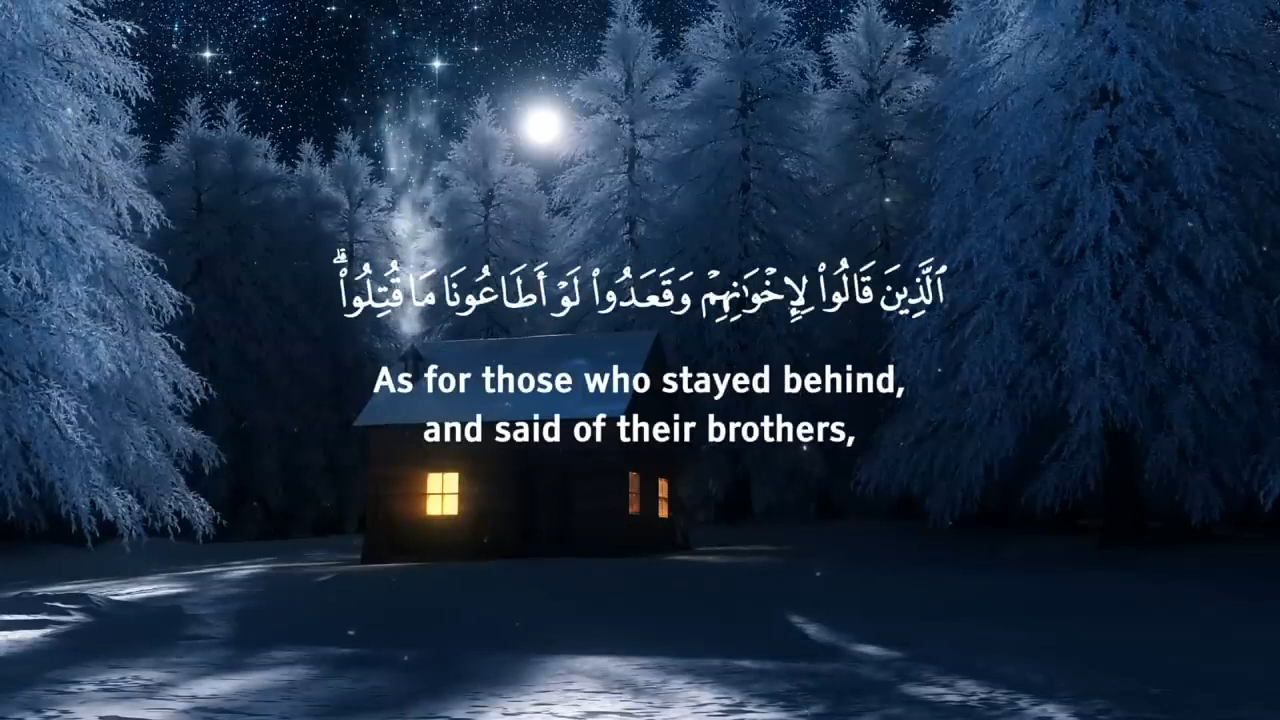 ٱلَّذِينَ قَالُوا۟ لِإِخْوَٰنِهِمْ وَقَعَدُوا۟ لَوْ أَطَاعُونَا مَا قُتِلُوا۟ ۗ
As for those who stayed behind,
and said of their brothers,